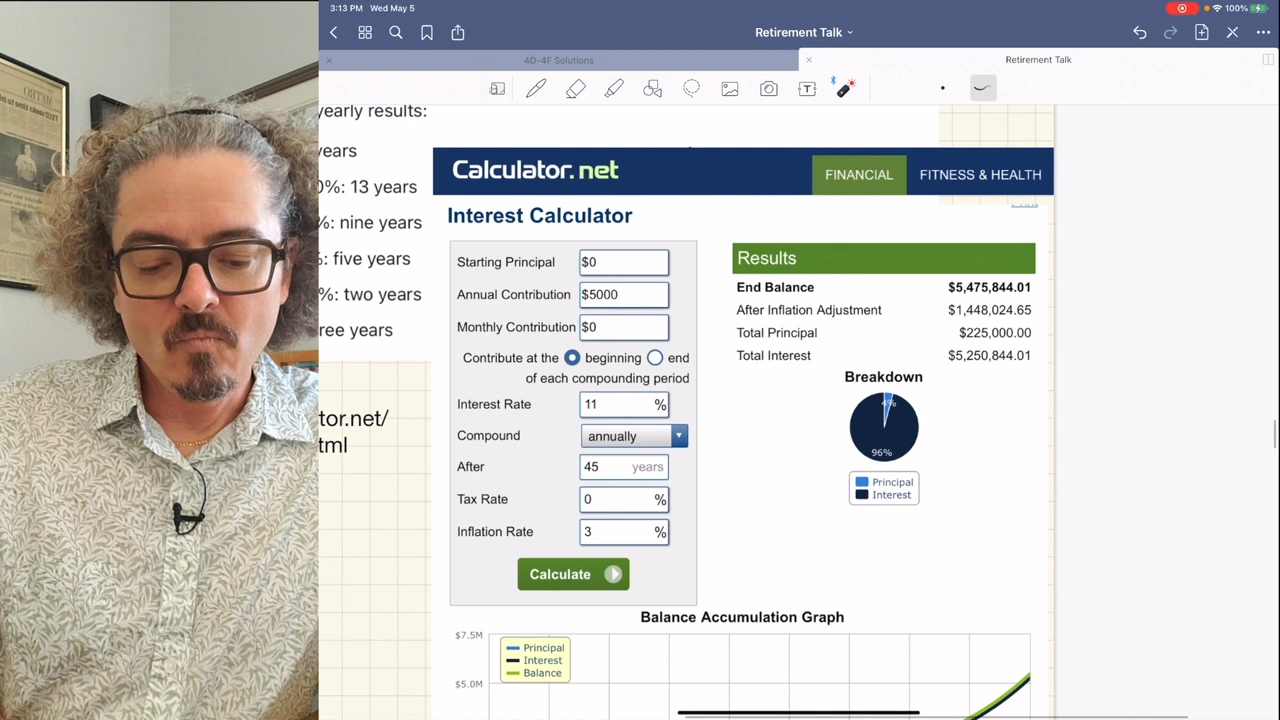 3:13 PM Wed May 5
100%
Retirement Talk
4D-4F Solutions
Retirement Talk
yearly results:
years
0%: 13 years
%: nine years
%: five years
%: two years
ree years
tor.net/
tml
Calculator.net
FINANCIAL
FITNESS & HEALTH
Interest Calculator
Starting Principal $0
Annual Contribution $5000
Monthly Contribution $0
Contribute at the beginning end
of each compounding period
Interest Rate 11 %
Compound annually
After 45 years
Tax Rate 0 %
Inflation Rate 3 %
Calculate
Results
End Balance $5,475,844.01
After Inflation Adjustment $1,448,024.65
Total Principal $225,000.00
Total Interest $5,250,844.01
Breakdown
4%
96%
Principal
Interest
Balance Accumulation Graph
$7.5M
Principal
Interest
Balance
$5.0M